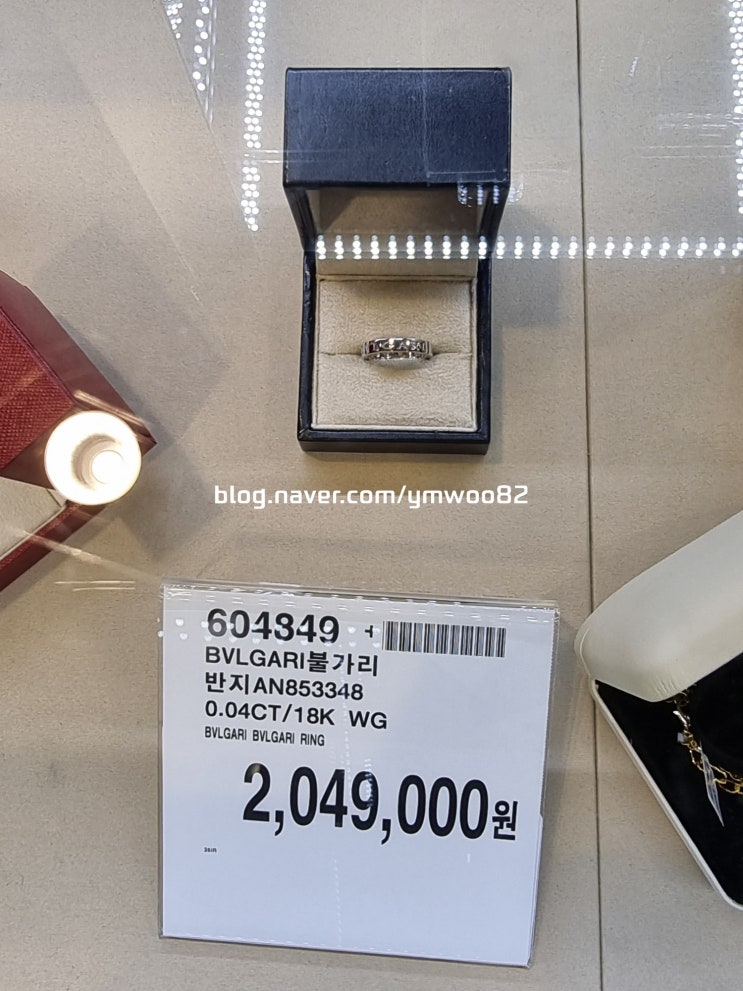 blog.naver.com/ymwoo82
604349
BVLGARI불가리
반지AN853348
0.04CT/18K WG
BVLGARI BVLGARI RING
2,049,000원